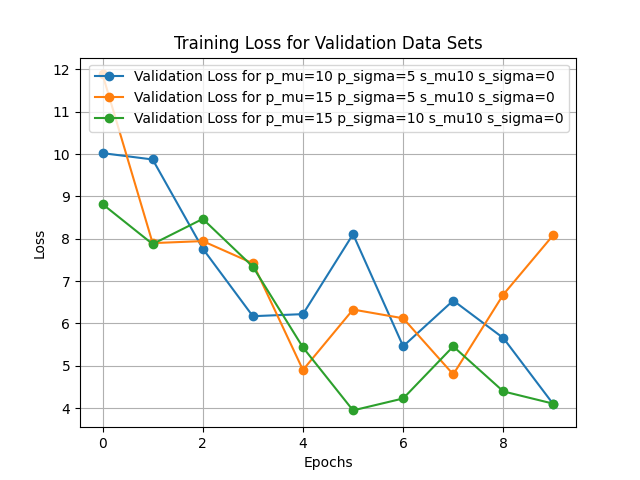 Training Loss for Validation Data Sets
12
11
10
9
8
7
6
5
4
Loss
Validation Loss for p_mu=10 p_sigma=5 s_mu10 s_sigma=0
Validation Loss for p_mu=15 p_sigma=5 s_mu10 s_sigma=0
Validation Loss for p_mu=15 p_sigma=10 s_mu10 s_sigma=0
0 2 4 6 8
Epochs